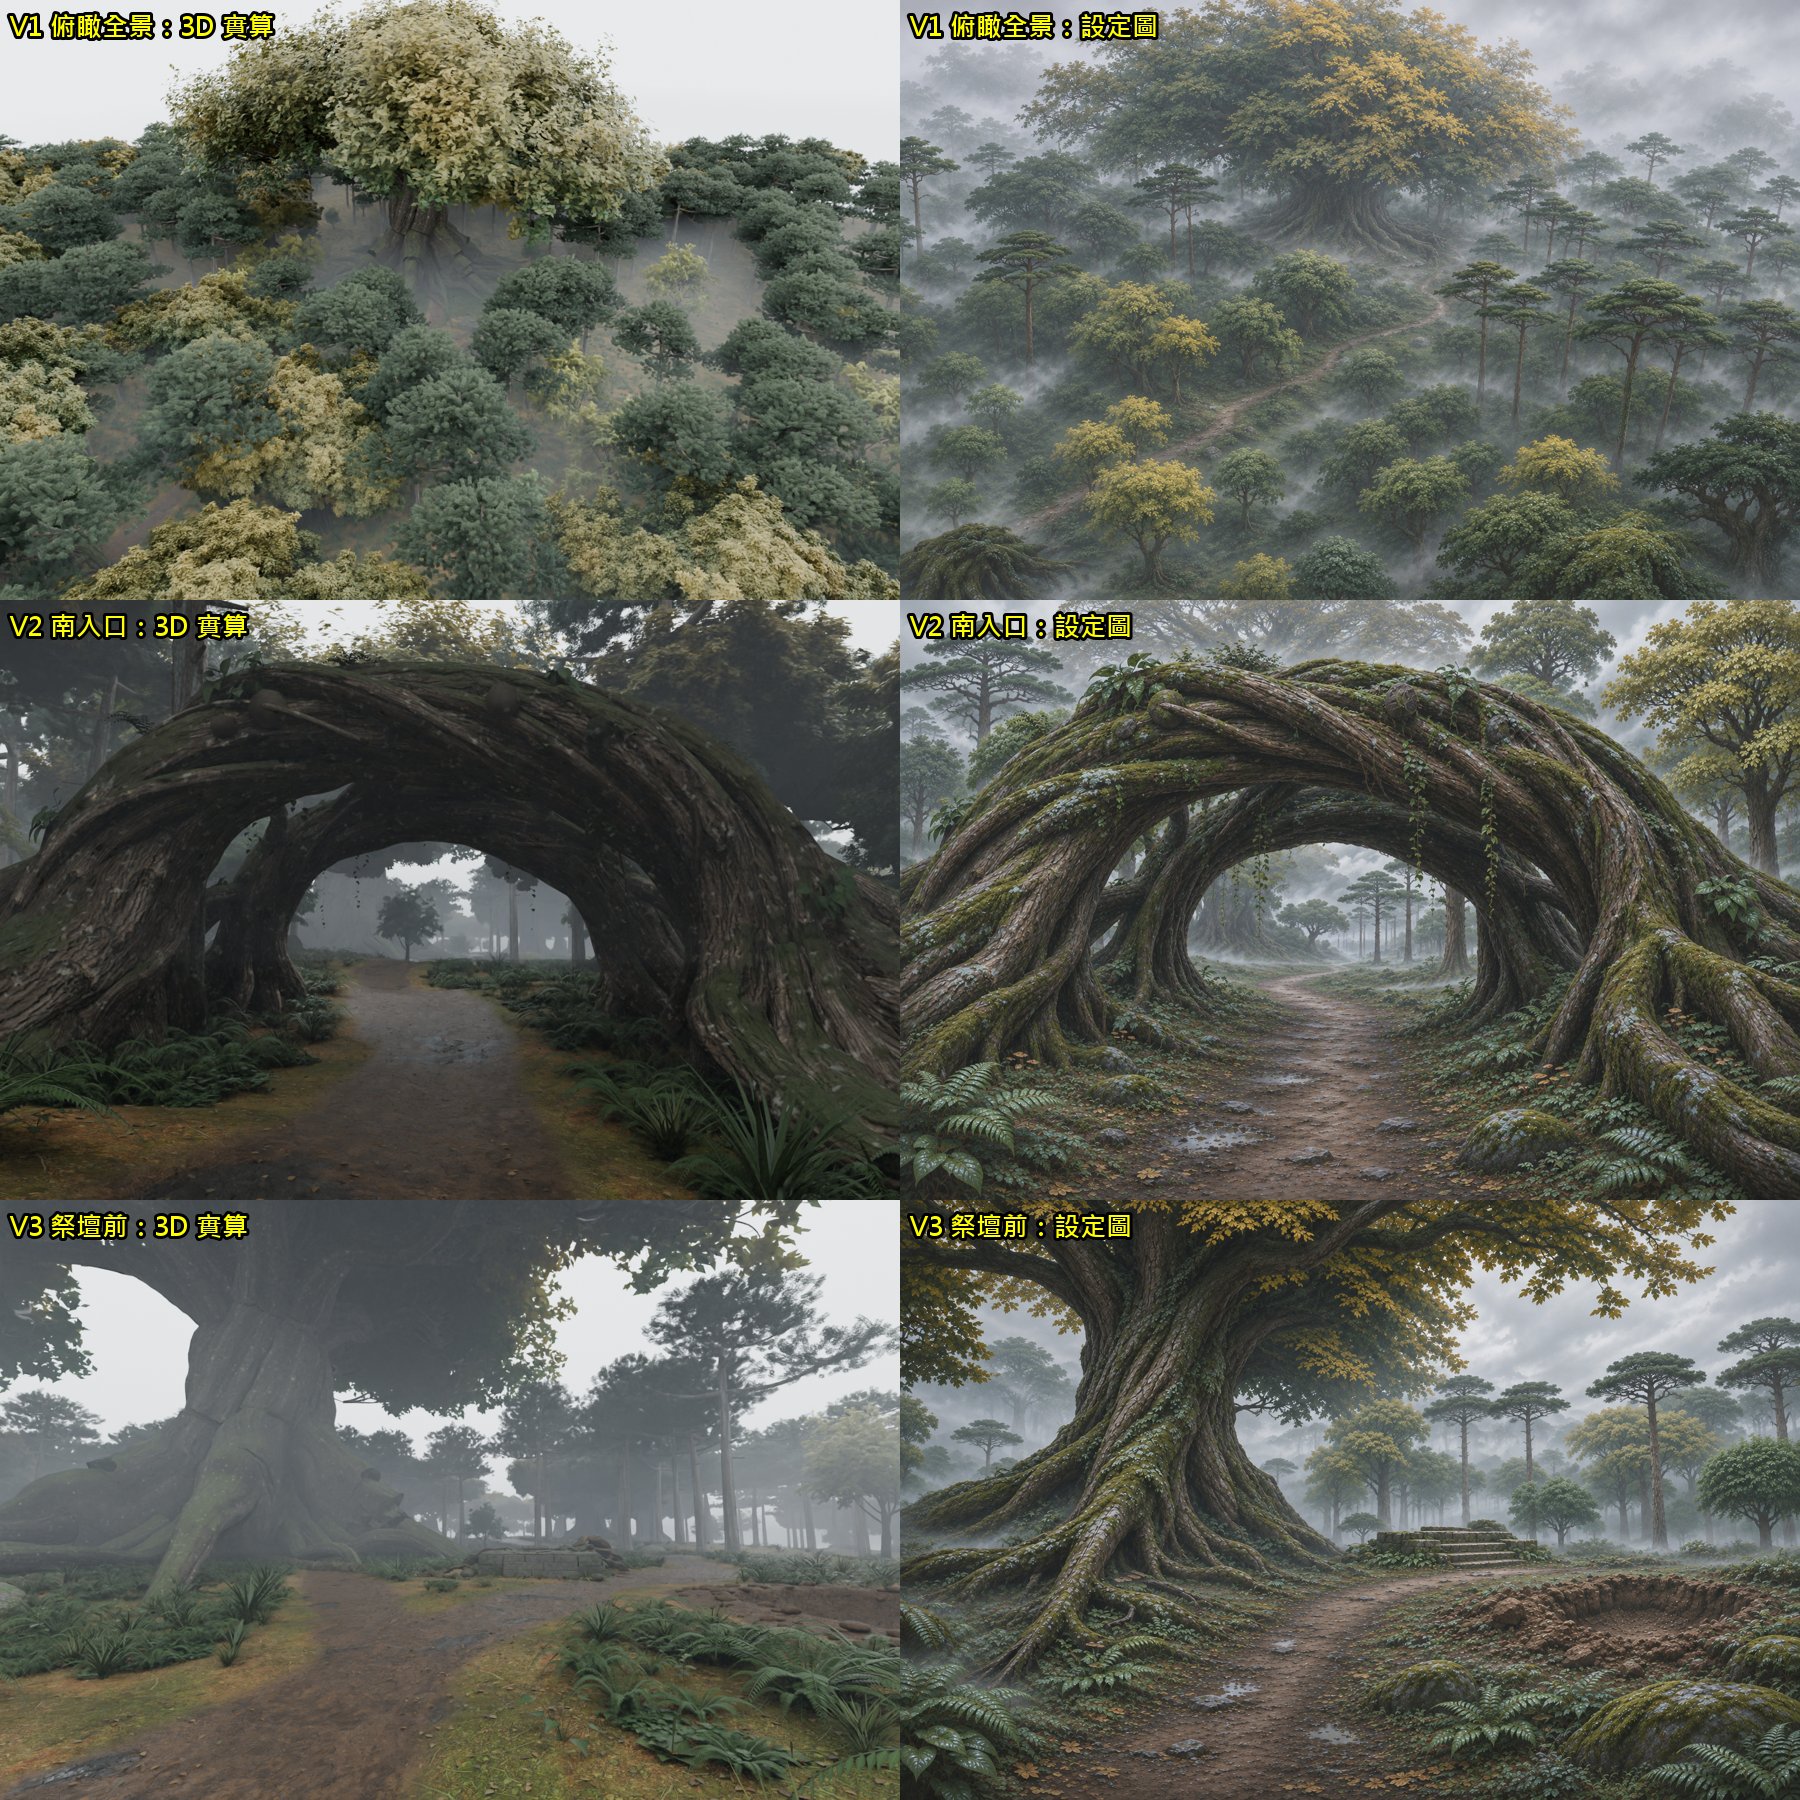 V1 俯瞰全景：3D 實算
V1 俯瞰全景：設定圖
V2 南入口：3D 實算
V2 南入口：設定圖
V3 祭壇前：3D 實算
V3 祭壇前：設定圖